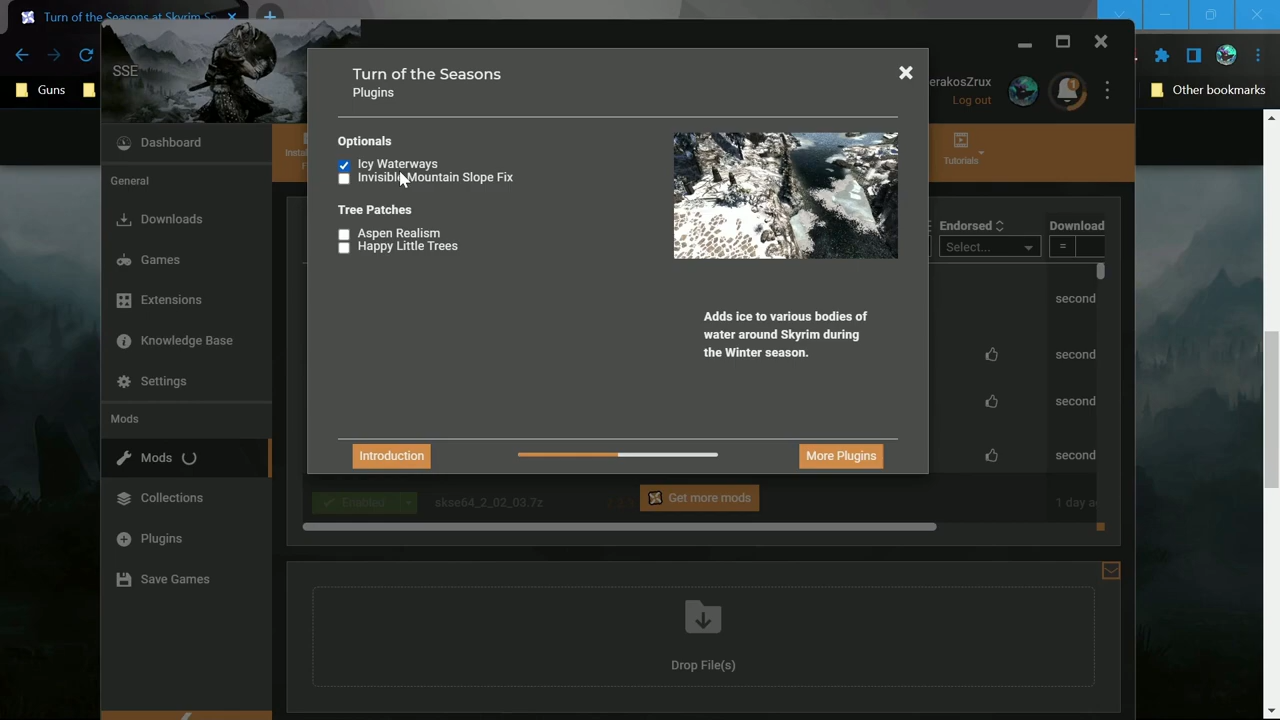 Turn of the Seasons at Skyrim
Guns
Other bookmarks
SSE
erakosZrux
Log out
1
Dashboard
General
Downloads
Games
Extensions
Knowledge Base
Settings
Mods
Mods
Collections
Plugins
Save Games
Tutorials
Turn of the Seasons
Plugins
Optionals
Icy Waterways
Invisible Mountain Slope Fix
Tree Patches
Aspen Realism
Happy Little Trees
Adds ice to various bodies of
water around Skyrim during
the Winter season.
Introduction
More Plugins
Endorsed
Download
Select...
=
second
second
second
second
Enabled
skse64_2_02_03.7z
Get more mods
1 day a
Drop File(s)